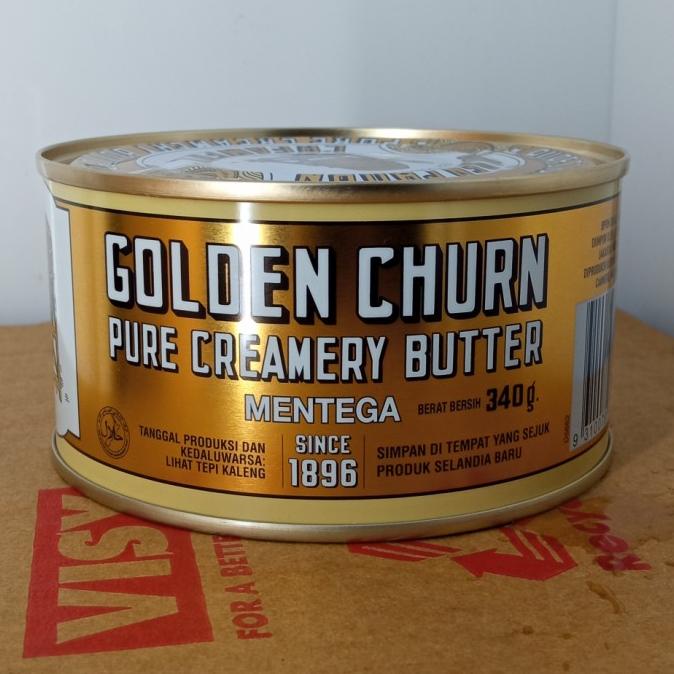 GOLDEN CHURN
PURE CREAMERY BUTTER
MENTEGA
BERAT BERSIH 340g.
TANGGAL PRODUKSI DAN
KEDALUWARSA:
LIHAT TEPI KALENG
SINCE
1896
SIMPAN DI TEMPAT YANG SEJUK
PRODUK SELANDIA BARU
VISY
FOR A BETTER